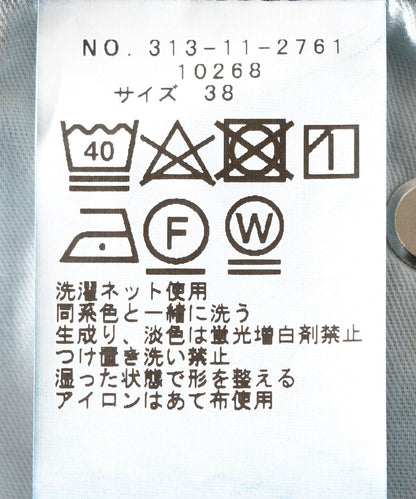 NO. 313-11-2761
10268
サイズ 38
40
F W
洗濯ネット使用
同系色と一緒に洗う
生成り、淡色は蛍光増白剤禁止
つけ置き洗い禁止
湿った状態で形を整える
アイロンはあて布使用